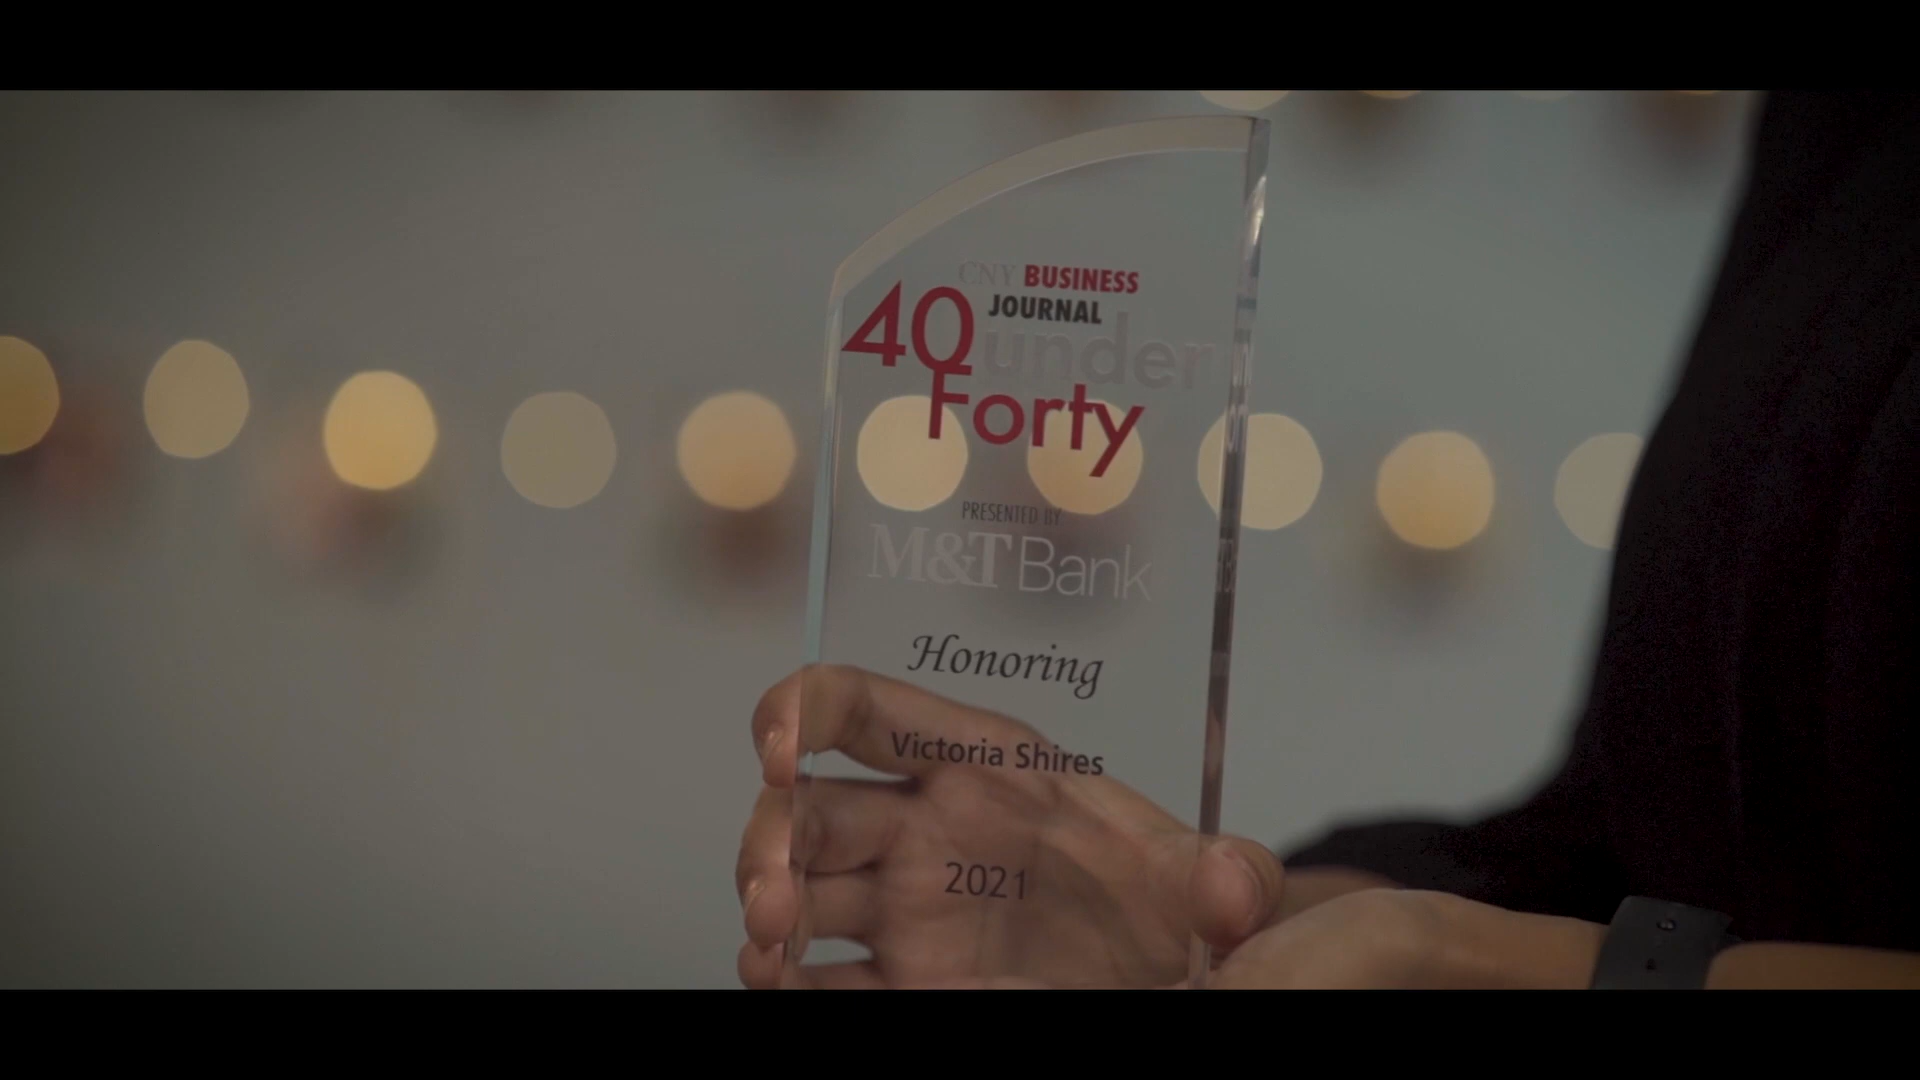 CNY BUSINESS
JOURNAL
40 under
Forty
PRESENTED BY
M&T Bank
Honoring
Victoria Shires
2021